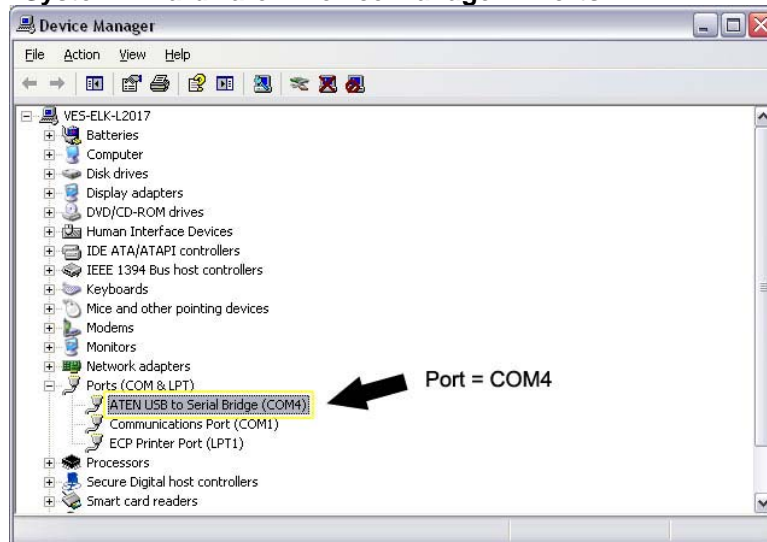 Device Manager
File Action View Help
VES-ELK-L2017
Batteries
Computer
Disk drives
Display adapters
DVD/CD-ROM drives
Human Interface Devices
IDE ATA/ATAPI controllers
IEEE 1394 Bus host controllers
Keyboards
Mice and other pointing devices
Modems
Monitors
Network adapters
Ports (COM & LPT)
ATEN USB to Serial Bridge (COM4)
Port = COM4
Communications Port (COM1)
ECP Printer Port (LPT1)
Processors
Secure Digital host controllers
Smart card readers